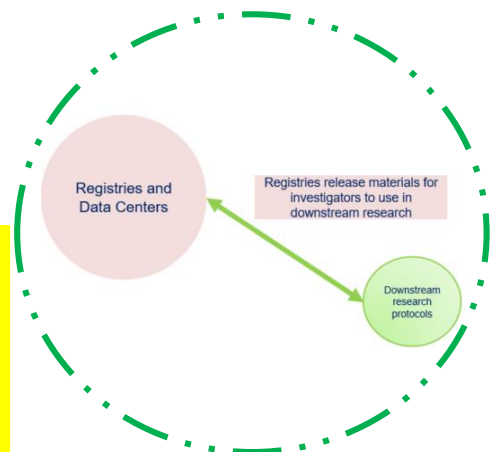 Registries and
Data Centers
Registries release materials for
investigators to use in
downstream research
Downstream
research
protocols